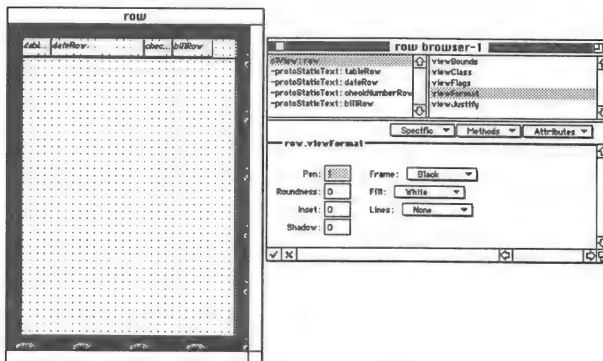 row
tabl... dateRow chec... billRow
row browser-1
clView: row
-protoStaticText: tableRow
-protoStaticText: dateRow
-protoStaticText: checkNumberRow
-protoStaticText: billRow
viewBounds
viewClass
viewFlags
viewFormat
viewJustify
Specific Methods Attributes
row.viewFormat
Pen: 1 Frame: Black
Roundness: 0 Fill: White
Inset: 0 Lines: None
Shadow: 0